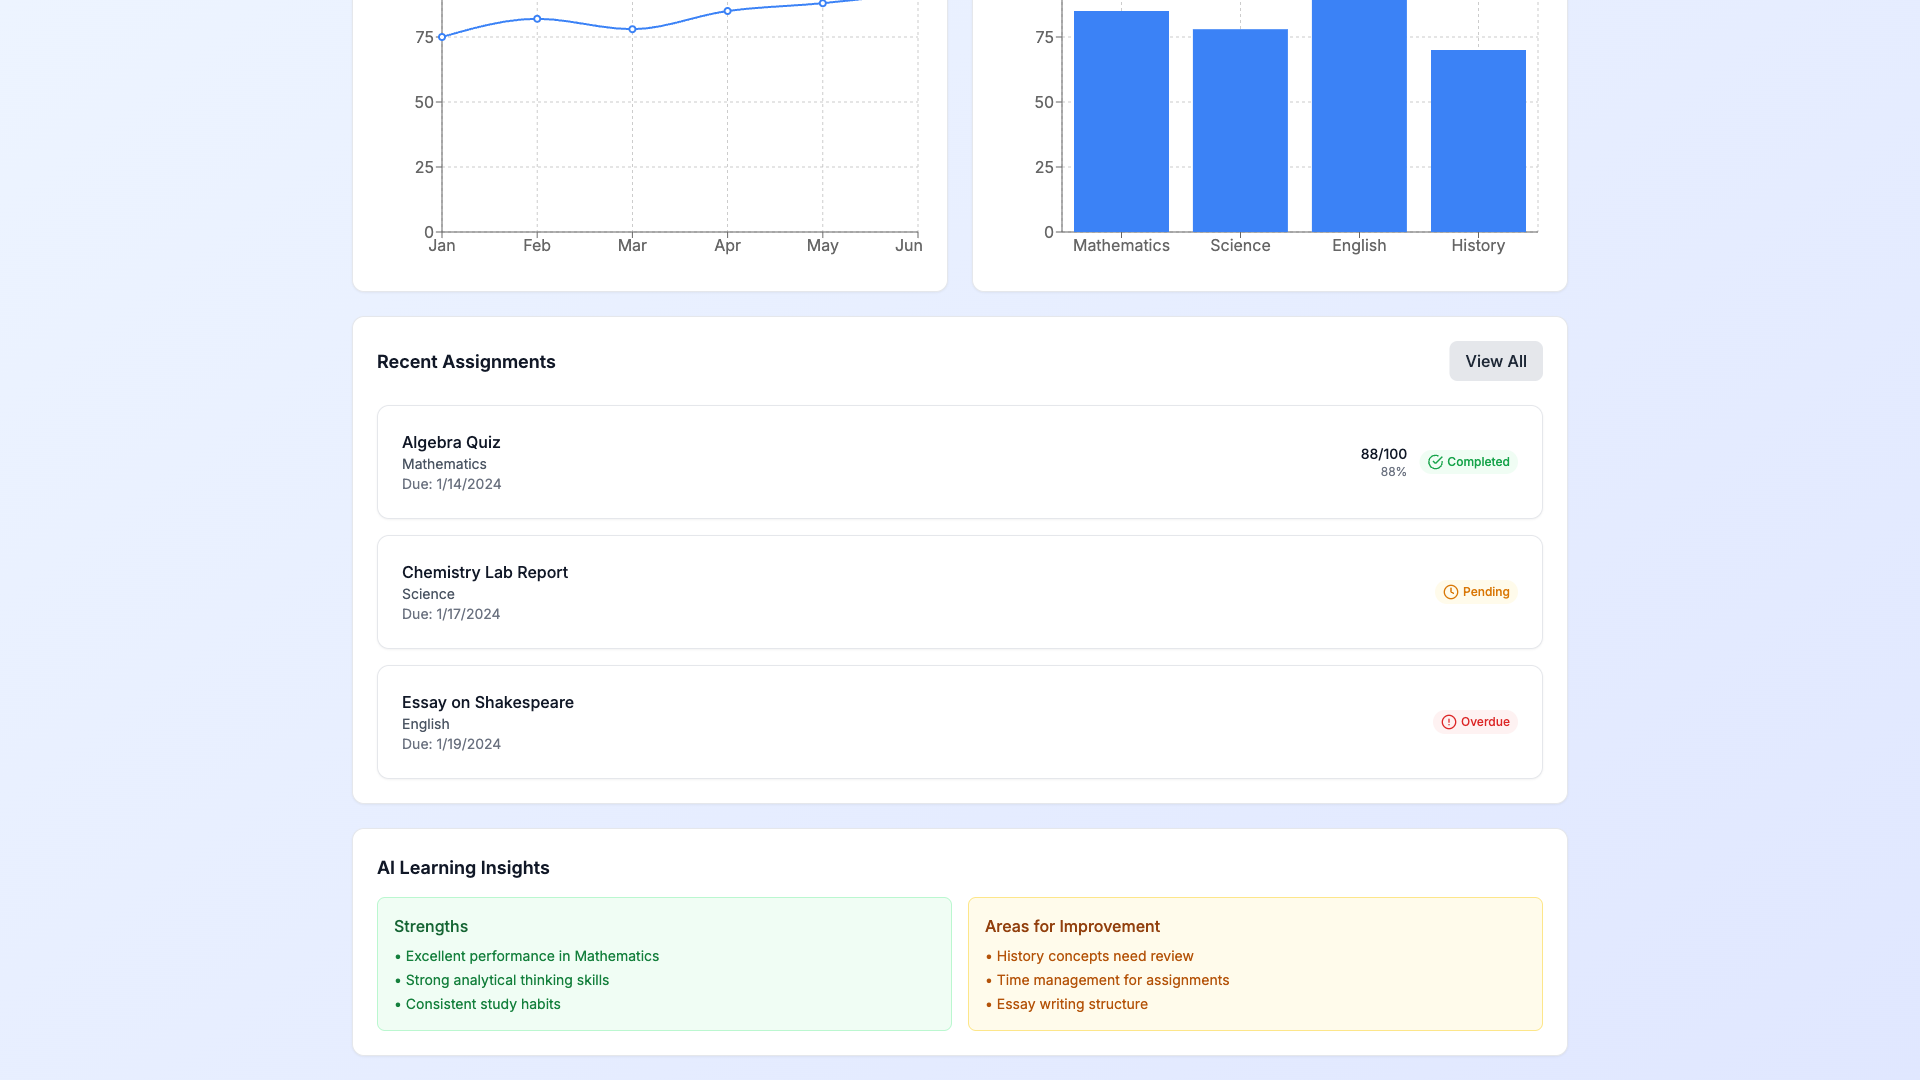 75
50
25
0
Jan Feb Mar Apr May Jun
75
50
25
0
Mathematics Science English History
Recent Assignments
View All
Algebra Quiz
Mathematics
Due: 1/14/2024
88/100
88%
Completed
Chemistry Lab Report
Science
Due: 1/17/2024
Pending
Essay on Shakespeare
English
Due: 1/19/2024
Overdue
AI Learning Insights
Strengths
• Excellent performance in Mathematics
• Strong analytical thinking skills
• Consistent study habits
Areas for Improvement
• History concepts need review
• Time management for assignments
• Essay writing structure